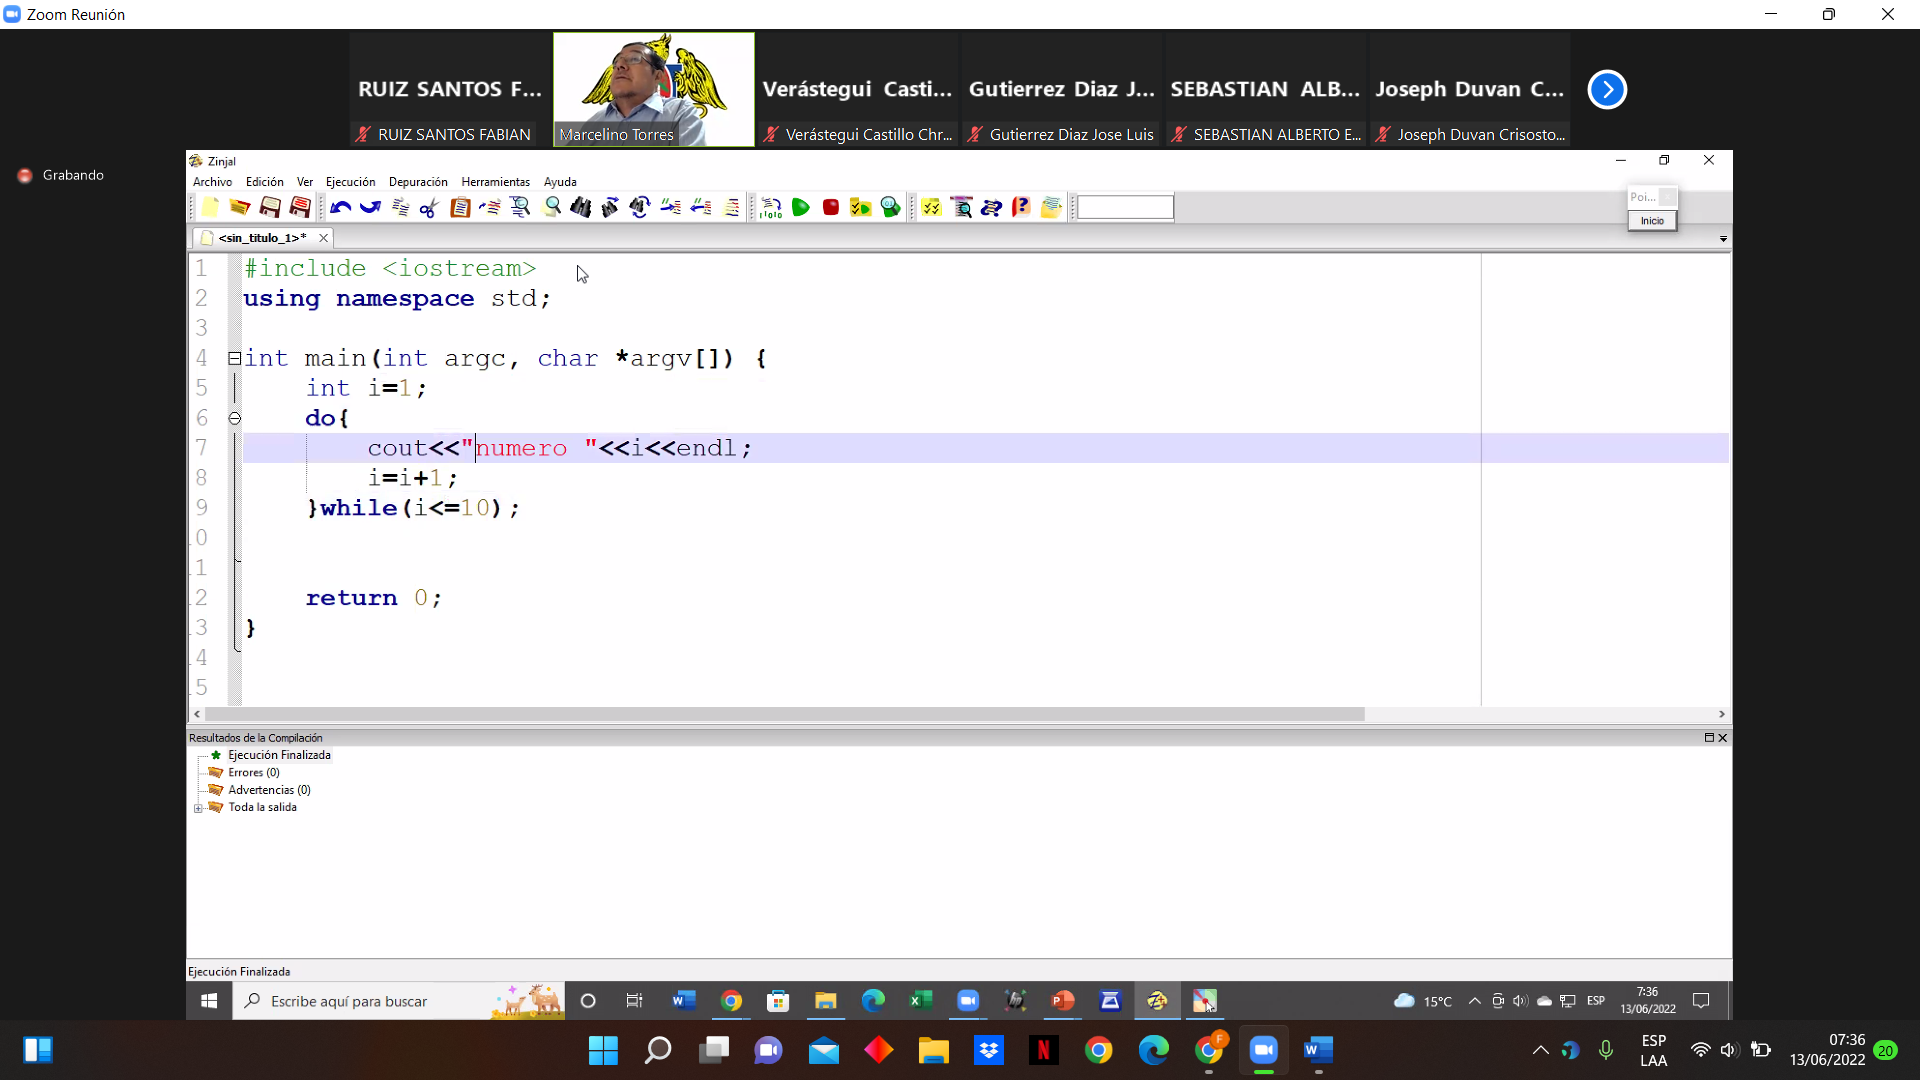 Zoom Reunión
RUIZ SANTOS F...
Verástegui Casti...
Gutierrez Diaz J...
SEBASTIAN ALB...
Joseph Duvan C...
RUIZ SANTOS FABIAN
Marcelino Torres
Verástegui Castillo Chr...
Gutierrez Diaz Jose Luis
SEBASTIAN ALBERTO E...
Joseph Duvan Crisosto...
Grabando
ZinjaI
Archivo Edición Ver Ejecución Depuración Herramientas Ayuda
Poi...
Inicio
<sin_titulo_1>*
1 #include <iostream>
2 using namespace std;
3
4 int main(int argc, char *argv[]) {
5 int i=1;
6 do{
7 cout<<"numero "<<i<<endl;
8 i=i+1;
9 }while(i<=10);
.0
.1
.2 return 0;
.3 }
.4
.5
Resultados de la Compilación
Ejecución Finalizada
Errores (0)
Advertencias (0)
Toda la salida
Ejecución Finalizada
Escribe aquí para buscar
15°C
ESP
7:36
13/06/2022
ESP
LAA
07:36
13/06/2022
20